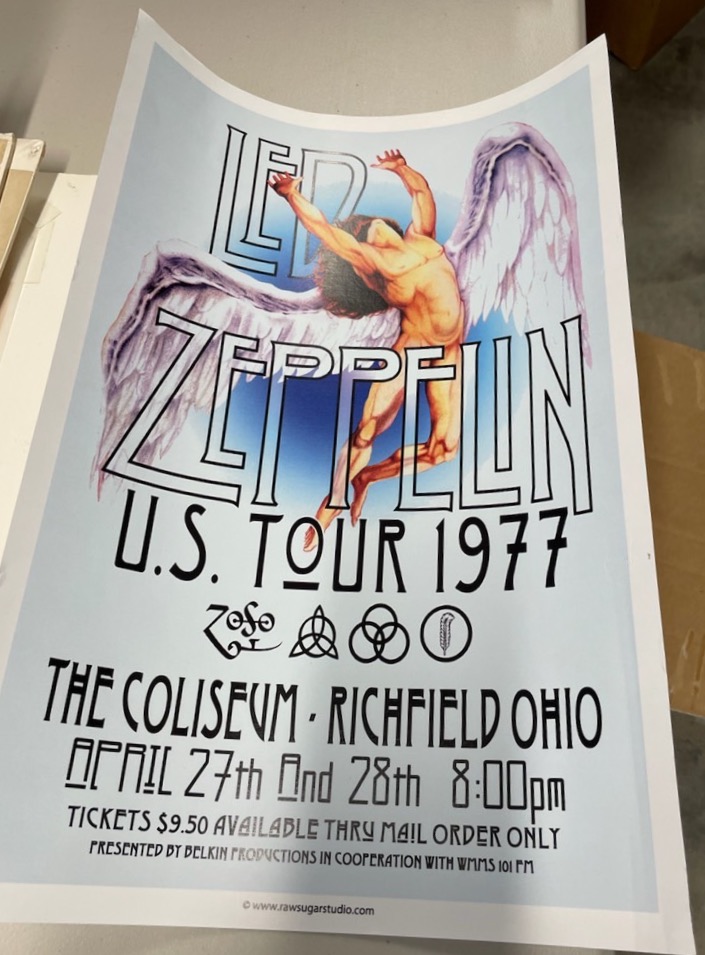 LED
ZEPPELIN
U.S. TOUR 1977
ZOSO
THE COLISEUM · RICHFIELD OHIO
APRIL 27th And 28th 8:00pm
TICKETS $9.50 AVAILABLE THRU MAIL ORDER ONLY
PRESENTED BY BELKIN PRODUCTIONS IN COOPERATION WITH WMMS 101 FM
© www.rawsugarstudio.com